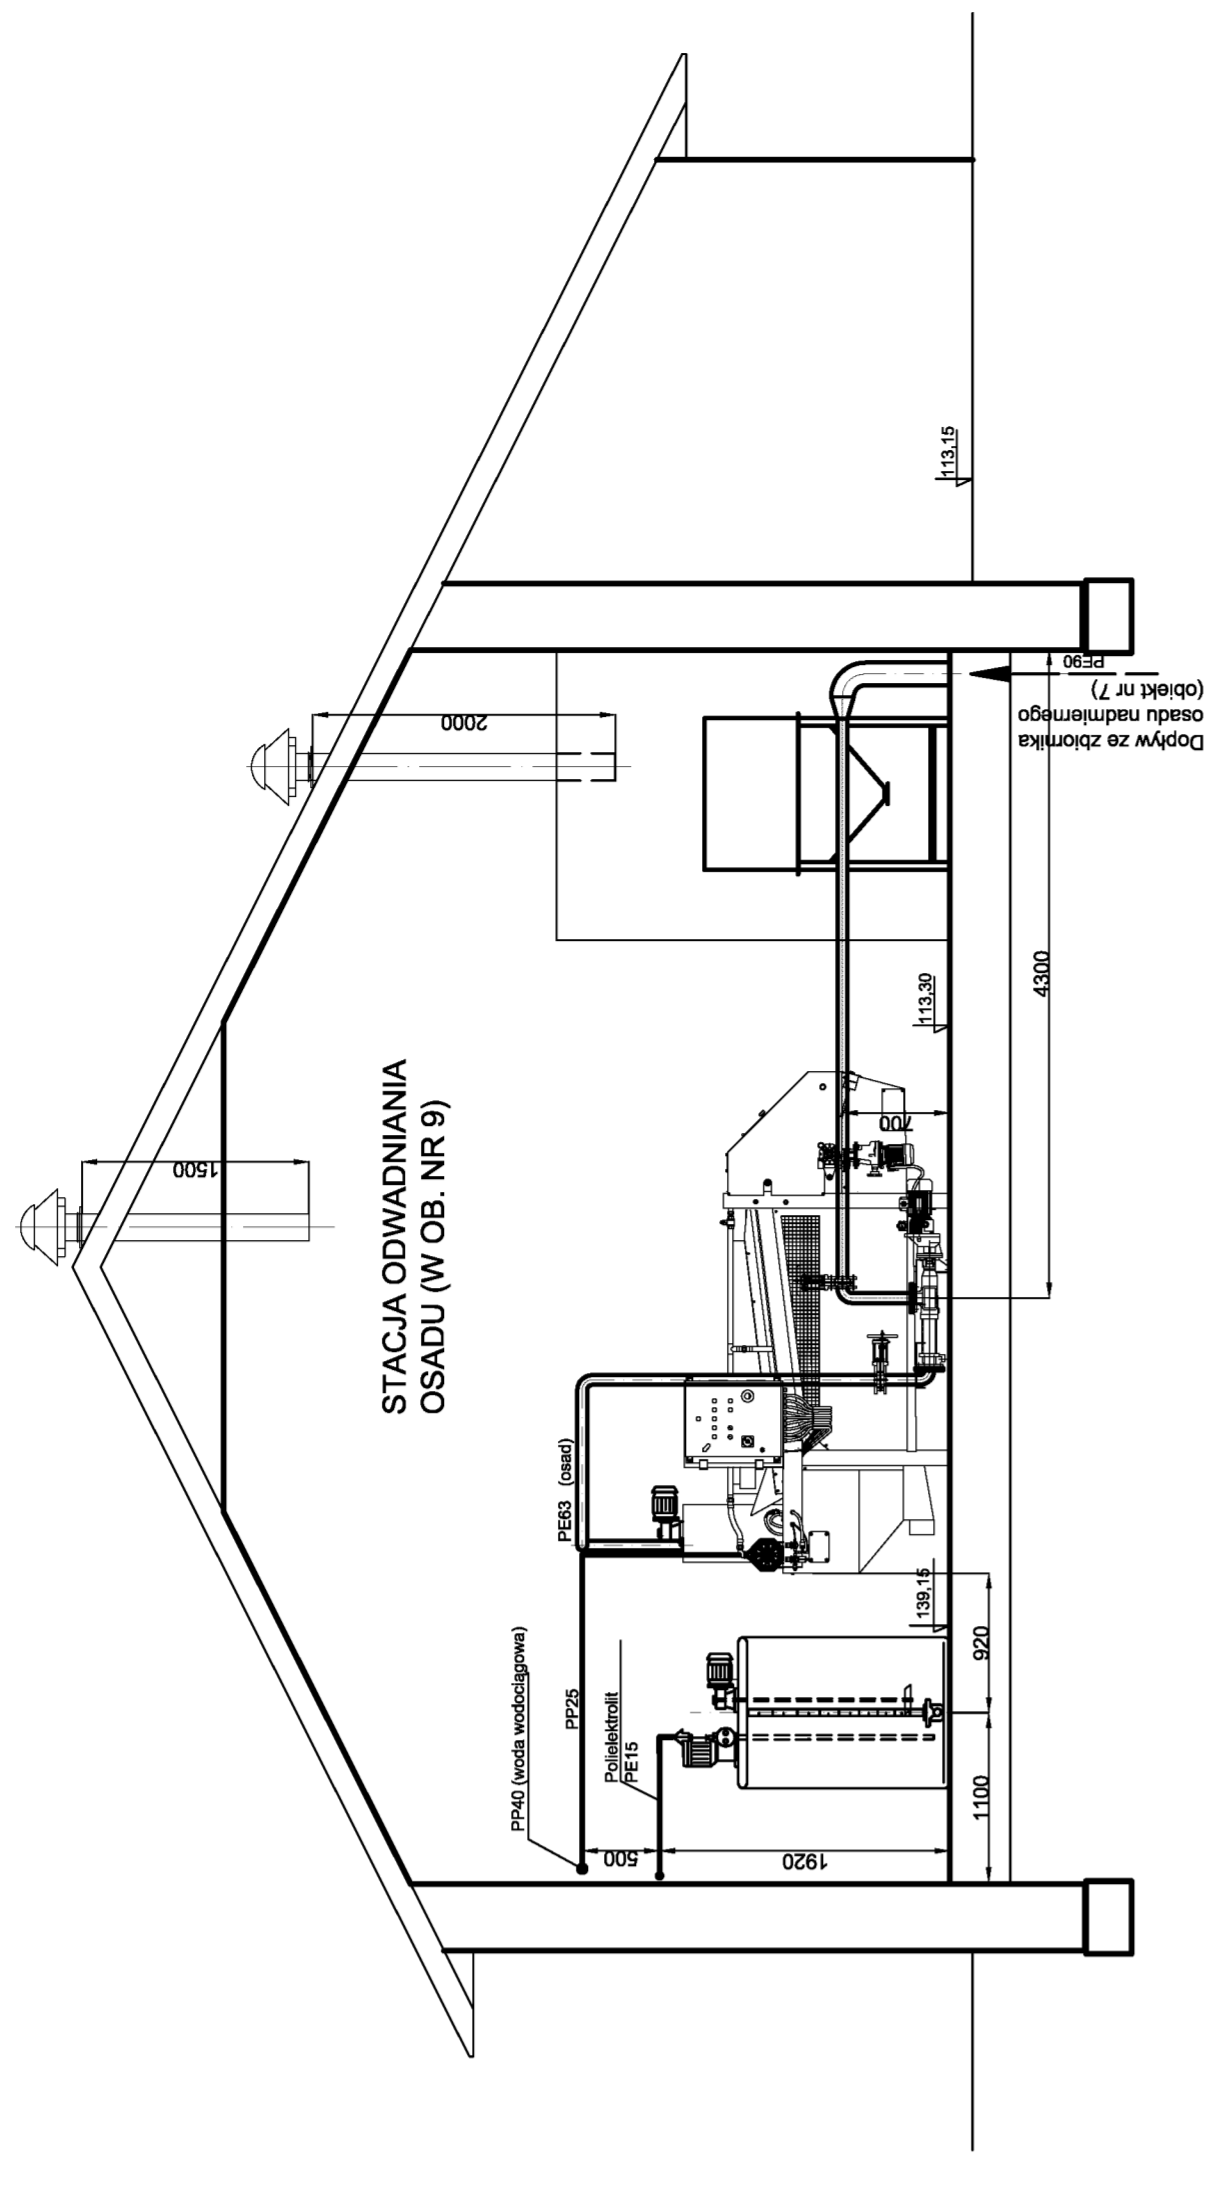 1500
2000
STACJA ODWADNIANIA
OSADU (W OB. NR 9)
113,15
PE90
Dopływ ze zbiornika
osadu nadmiernego
(obiekt nr 7)
113,30
4300
700
PE63 (osad)
PP40 (woda wodociągowa)
PP25
Polielektrolit
PE15
139,15
920
1100
500
1920